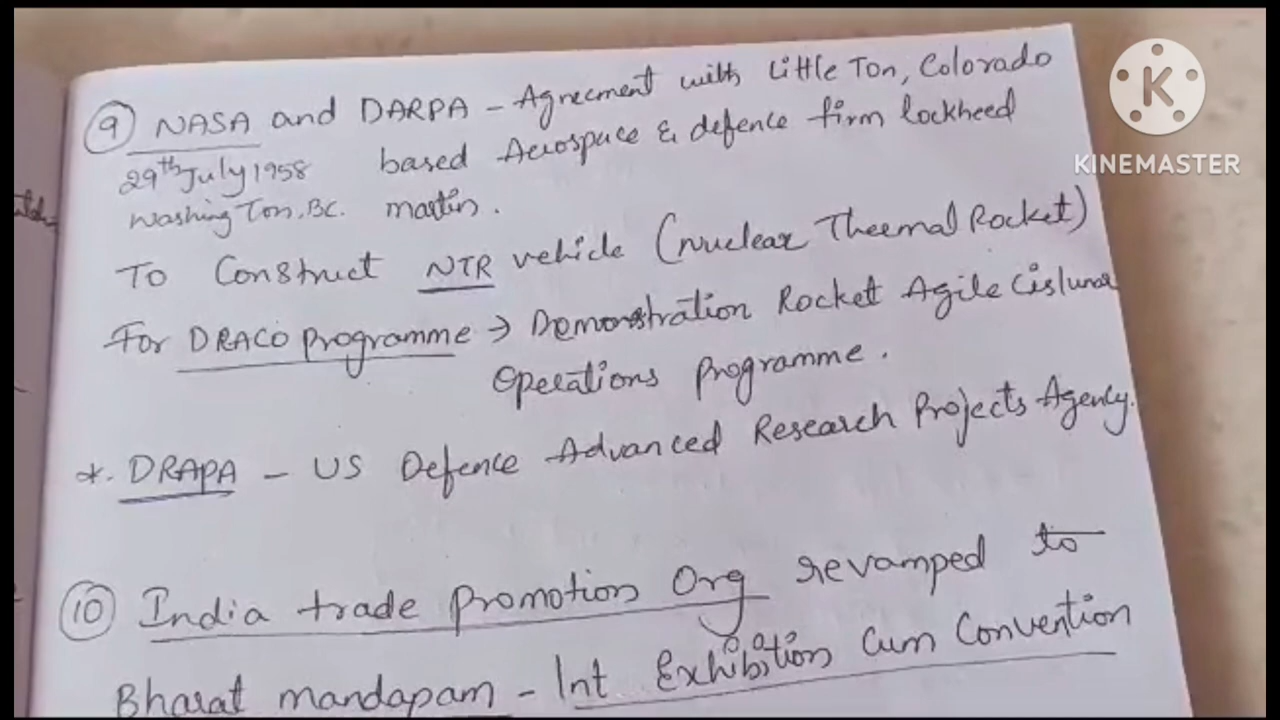 9 NASA and DARPA - Agreement with Little Ton, Colorado
29th July 1958 based Aerospace & defence firm lockheed
Washing Ton. BC. martin.
To Construct NTR vehicle (nuclear Thermal Rocket)
For DRACO programme → Demonstration Rocket Agile Cislunar
Operations Programme.
*. DRAPA - US Defence Advanced Research Projects Agency.
10 India trade promotion Org revamped to
Bharat mandapam - Int Exhibition Cum Convention
K
KINEMASTER